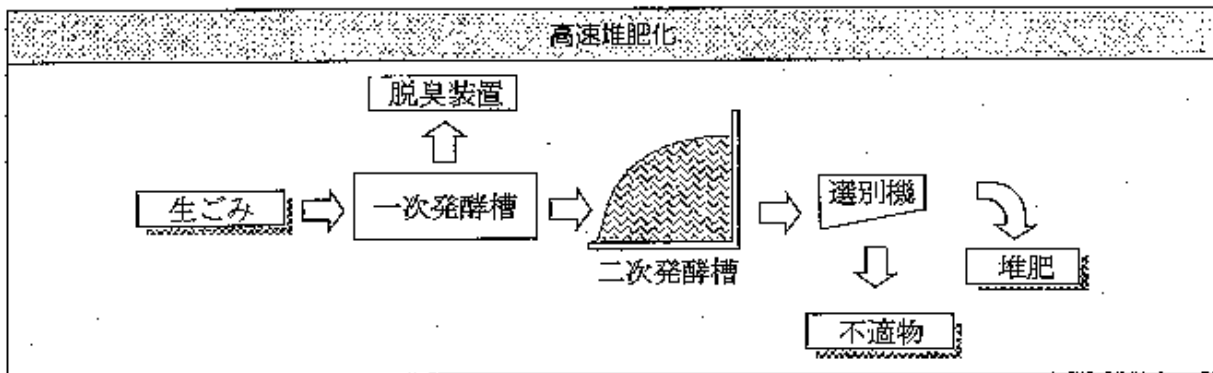 高速堆肥化
脱臭装置
生ごみ
一次発酵槽
二次発酵槽
選別機
堆肥
不適物